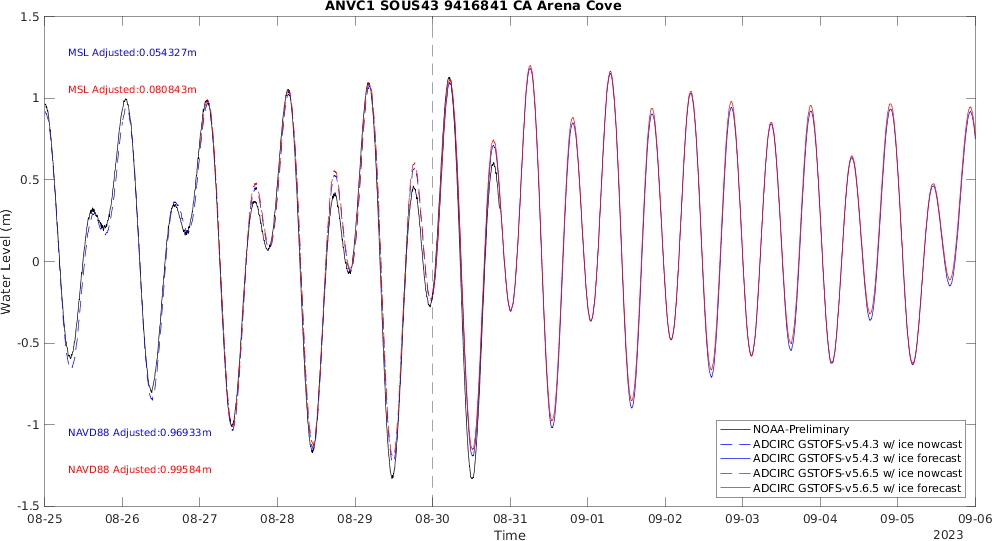 ANVC1 SOUS43 9416841 CA Arena Cove
1.5
1
0.5
0
-0.5
-1
-1.5
Water Level (m)
MSL Adjusted:0.054327m
MSL Adjusted:0.080843m
NAVD88 Adjusted:0.96933m
NAVD88 Adjusted:0.99584m
NOAA-Preliminary
ADCIRC GSTOFS-v5.4.3 w/ ice nowcast
ADCIRC GSTOFS-v5.4.3 w/ ice forecast
ADCIRC GSTOFS-v5.6.5 w/ ice nowcast
ADCIRC GSTOFS-v5.6.5 w/ ice forecast
08-25 08-26 08-27 08-28 08-29 08-30 08-31 09-01 09-02 09-03 09-04 09-05 09-06
Time
2023